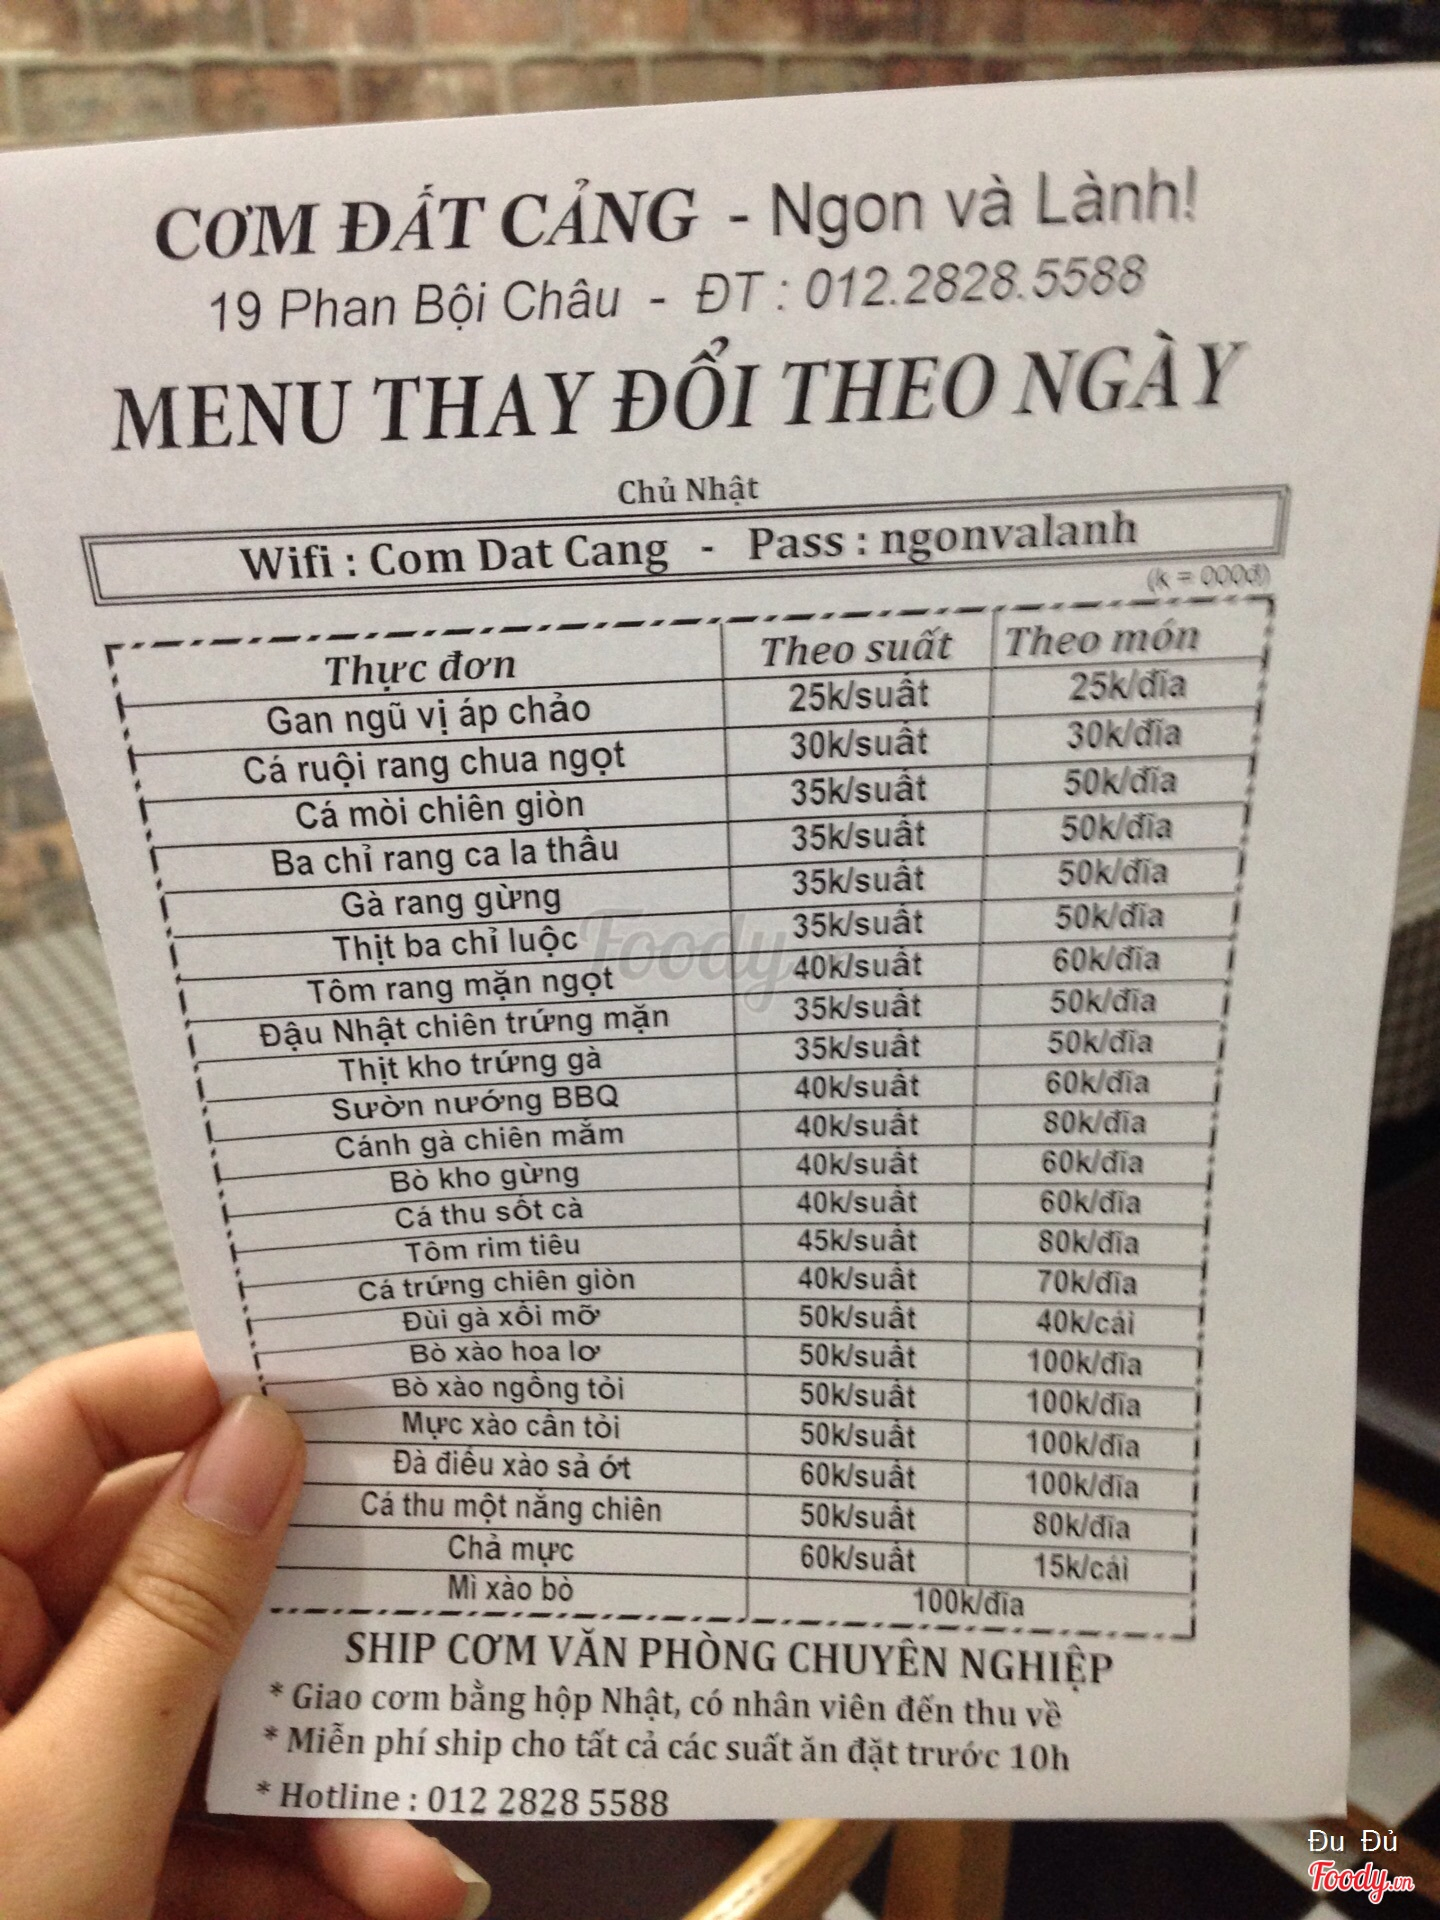 CƠM ĐẤT CẢNG - Ngon và Lành!
19 Phan Bội Châu - ĐT : 012.2828.5588
MENU THAY ĐỔI THEO NGÀY
Chủ Nhật
Wifi : Com Dat Cang - Pass : ngonvalanh
(k = 000đ)
Thực đơn Theo suất Theo món
Gan ngũ vị áp chảo 25k/suất 25k/đĩa
Cá ruội rang chua ngọt 30k/suất 30k/đĩa
Cá mòi chiên giòn 35k/suất 50k/đĩa
Ba chỉ rang ca la thầu 35k/suất 50k/đĩa
Gà rang gừng 35k/suất 50k/đĩa
Thịt ba chỉ luộc 35k/suất 50k/đĩa
Tôm rang mặn ngọt 40k/suất 60k/đĩa
Đậu Nhật chiên trứng mặn 35k/suất 50k/đĩa
Thịt kho trứng gà 35k/suất 50k/đĩa
Sườn nướng BBQ 40k/suất 60k/đĩa
Cánh gà chiên mắm 40k/suất 80k/đĩa
Bò kho gừng 40k/suất 60k/đĩa
Cá thu sốt cà 40k/suất 60k/đĩa
Tôm rim tiêu 45k/suất 80k/đĩa
Cá trứng chiên giòn 40k/suất 70k/đĩa
Đùi gà xối mỡ 50k/suất 40k/cái
Bò xào hoa lơ 50k/suất 100k/đĩa
Bò xào ngồng tỏi 50k/suất 100k/đĩa
Mực xào cần tỏi 50k/suất 100k/đĩa
Đà điểu xào sả ớt 60k/suất 100k/đĩa
Cá thu một nắng chiên 50k/suất 80k/đĩa
Chả mực 60k/suất 15k/cái
Mì xào bò 100k/đĩa
SHIP CƠM VĂN PHÒNG CHUYÊN NGHIỆP
* Giao cơm bằng hộp Nhật, có nhân viên đến thu về
* Miễn phí ship cho tất cả các suất ăn đặt trước 10h
* Hotline : 012 2828 5588
Foody
Đu Đủ
Foody.vn